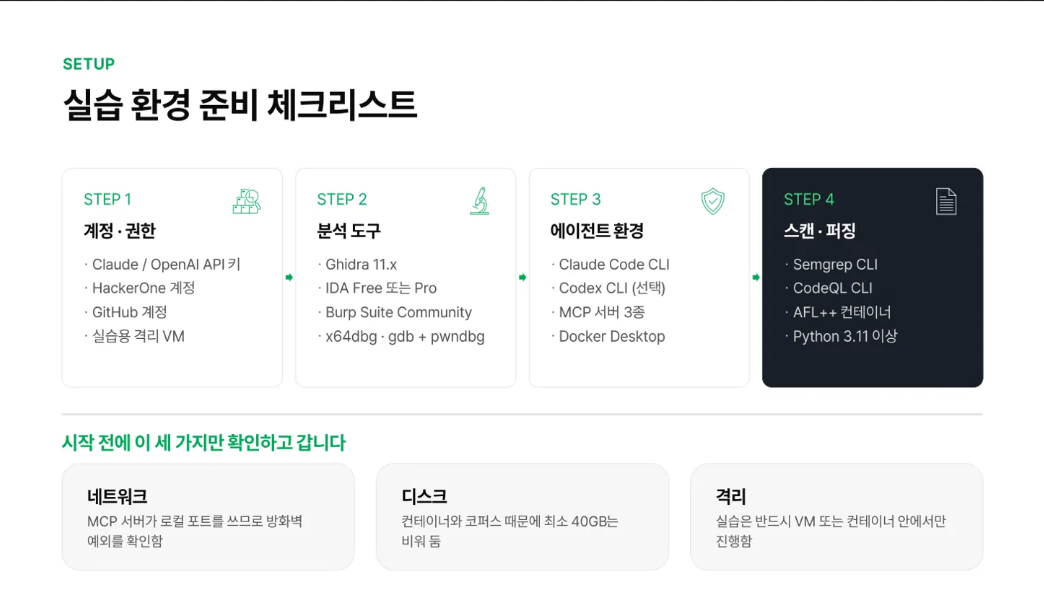 SETUP
실습 환경 준비 체크리스트
STEP 1
계정 · 권한
· Claude / OpenAI API 키
· HackerOne 계정
· GitHub 계정
· 실습용 격리 VM
STEP 2
분석 도구
· Ghidra 11.x
· IDA Free 또는 Pro
· Burp Suite Community
· x64dbg · gdb + pwndbg
STEP 3
에이전트 환경
· Claude Code CLI
· Codex CLI (선택)
· MCP 서버 3종
· Docker Desktop
STEP 4
스캔 · 퍼징
· Semgrep CLI
· CodeQL CLI
· AFL++ 컨테이너
· Python 3.11 이상
시작 전에 이 세 가지만 확인하고 갑니다
네트워크
MCP 서버가 로컬 포트를 쓰므로 방화벽
예외를 확인함
디스크
컨테이너와 코퍼스 때문에 최소 40GB는
비워 둠
격리
실습은 반드시 VM 또는 컨테이너 안에서만
진행함